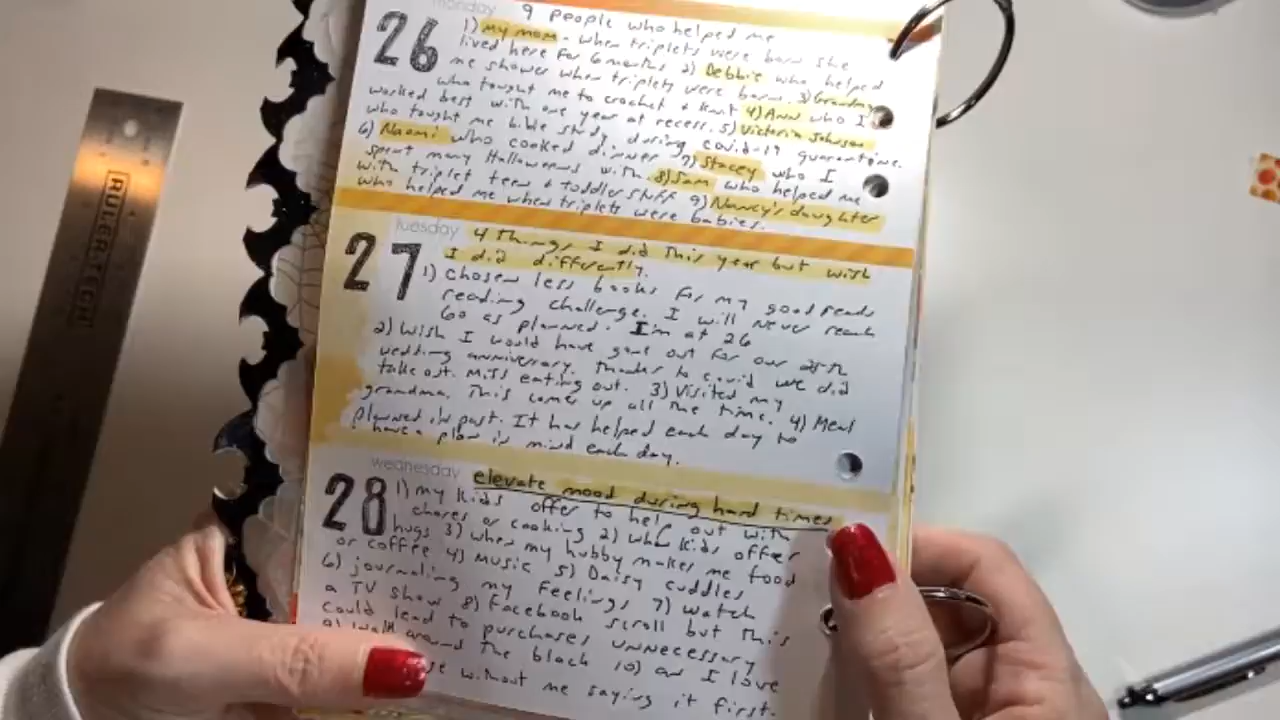 monday 9 people who helped me
26 1) my mom - when triplets were born she
lived here for 6 months 2) Debbie who helped
me shower when triplets were born. 3) Grandma
who taught me to crochet + knit 4) Ann who I
worked best with one year at recess. 5) Victoria Johnson
who taught me bible study during covid-19 quarantine.
6) Naomi who cooked dinner 7) Stacey who I
spent many Halloweens with. 8) Sam who helped me
with triplet teen + toddler stuff 9) Nancy's daughter
who helped me when triplets were babies.
tuesday 4 things I did this year but wish
27 I did differently.
1) chosen less books for my good reads
reading challenge. I will never reach
60 as planned. I'm at 26
2) wish I would have gone out for our 25th
wedding anniversary. Thanks to covid we did
take out. Miss eating out. 3) Visited my
grandma. This comes up all the time. 4) Meal
planned in past. It has helped each day to
have a plan in mind each day.
wednesday elevate mood during hard times
28 1) my kids offer to help out with
chores or cooking 2) when kids offer
hugs 3) when my hubby makes me food
or coffee 4) Music 5) Daisy cuddles
6) journaling my feelings 7) watch
a TV show 8) Facebook scroll but this
could lead to purchases unnecessary
9) walk around the black 10) an I love
without me saying it first.
RULER.TECH